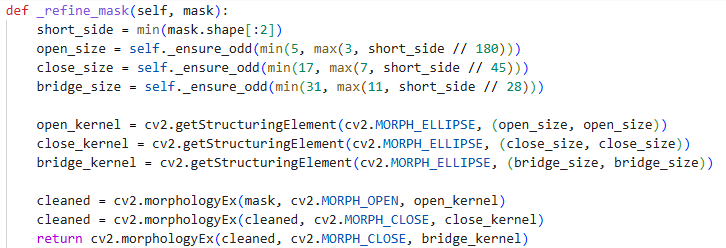 def _refine_mask(self, mask):
    short_side = min(mask.shape[:2])
    open_size = self._ensure_odd(min(5, max(3, short_side // 180)))
    close_size = self._ensure_odd(min(17, max(7, short_side // 45)))
    bridge_size = self._ensure_odd(min(31, max(11, short_side // 28)))

    open_kernel = cv2.getStructuringElement(cv2.MORPH_ELLIPSE, (open_size, open_size))
    close_kernel = cv2.getStructuringElement(cv2.MORPH_ELLIPSE, (close_size, close_size))
    bridge_kernel = cv2.getStructuringElement(cv2.MORPH_ELLIPSE, (bridge_size, bridge_size))

    cleaned = cv2.morphologyEx(mask, cv2.MORPH_OPEN, open_kernel)
    cleaned = cv2.morphologyEx(cleaned, cv2.MORPH_CLOSE, close_kernel)
    return cv2.morphologyEx(cleaned, cv2.MORPH_CLOSE, bridge_kernel)